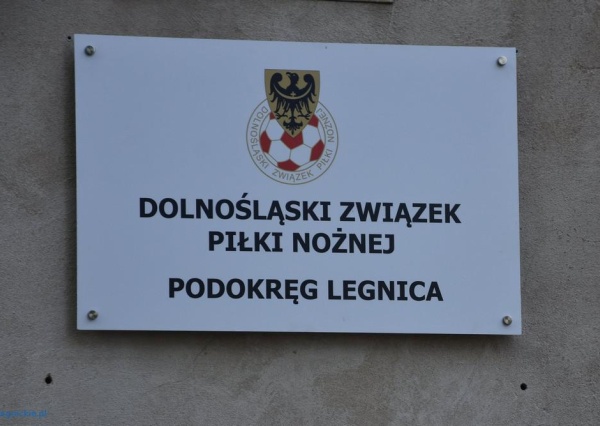 DOLNOŚLĄSKI ZWIĄZEK PIŁKI NOŻNEJ
DOLNOŚLĄSKI ZWIĄZEK
PIŁKI NOŻNEJ
PODOKRĘG LEGNICA